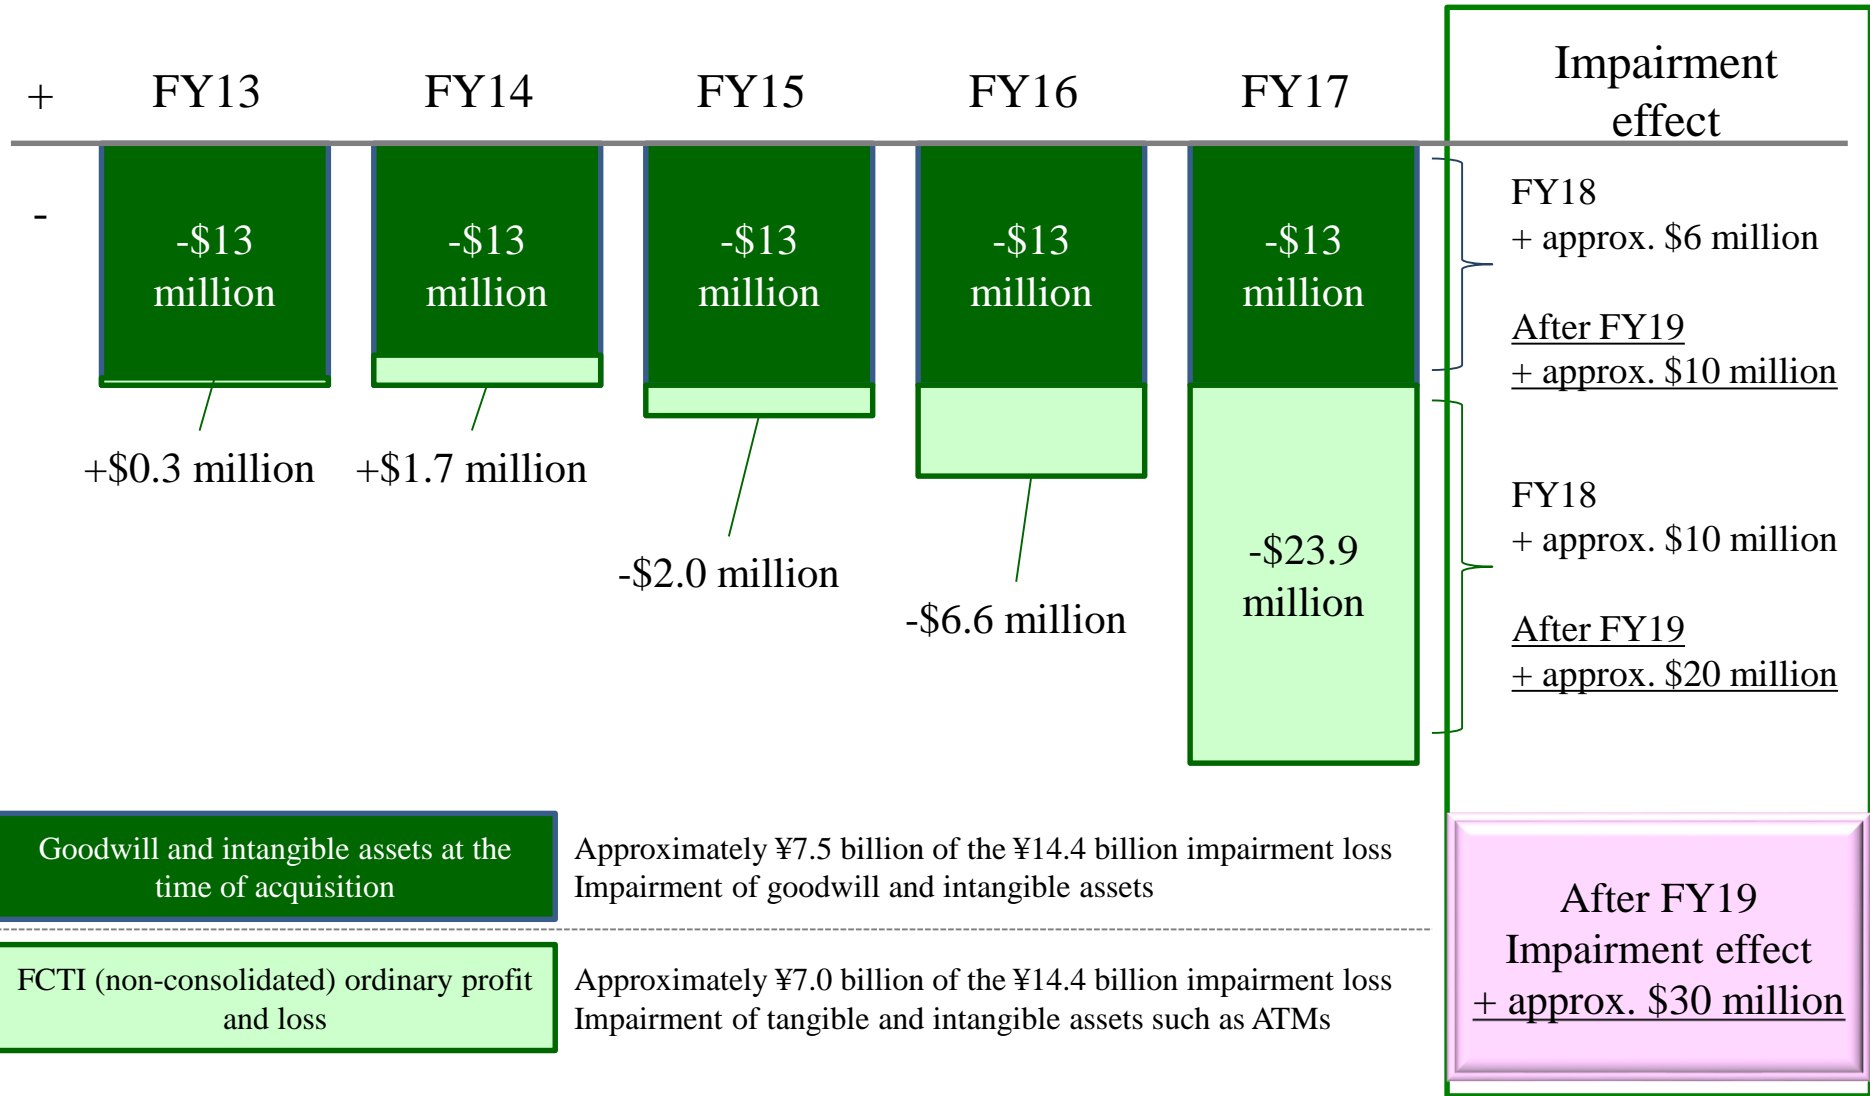 +
FY13
FY14
FY15
FY16
FY17
Impairment
effect
-
-$13
million
-$13
million
-$13
million
-$13
million
-$13
million
+$0.3 million
+$1.7 million
-$2.0 million
-$6.6 million
-$23.9
million
FY18
+ approx. $6 million
After FY19
+ approx. $10 million
FY18
+ approx. $10 million
After FY19
+ approx. $20 million
Goodwill and intangible assets at the
time of acquisition
Approximately ¥7.5 billion of the ¥14.4 billion impairment loss
Impairment of goodwill and intangible assets
FCTI (non-consolidated) ordinary profit
and loss
Approximately ¥7.0 billion of the ¥14.4 billion impairment loss
Impairment of tangible and intangible assets such as ATMs
After FY19
Impairment effect
+ approx. $30 million